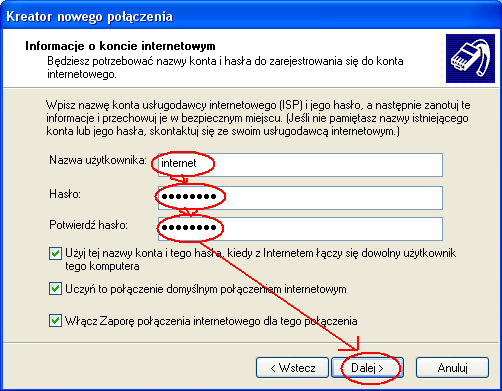 Kreator nowego połączenia
Informacje o koncie internetowym
Będziesz potrzebować nazwy konta i hasła do zarejestrowania się do konta
internetowego.
Wpisz nazwę konta usługodawcy internetowego (ISP) i jego hasło, a następnie zanotuj te
informacje i przechowuj je w bezpiecznym miejscu. (Jeśli nie pamiętasz nazwy istniejącego
konta lub jego hasła, skontaktuj się ze swoim usługodawcą internetowym.)
Nazwa użytkownika: internet
Hasło: ●●●●●●●●
Potwierdź hasło: ●●●●●●●●
Użyj tej nazwy konta i tego hasła, kiedy z Internetem łączy się dowolny użytkownik
tego komputera
Uczyń to połączenie domyślnym połączeniem internetowym
Włącz Zaporę połączenia internetowego dla tego połączenia
< Wstecz Dalej > Anuluj